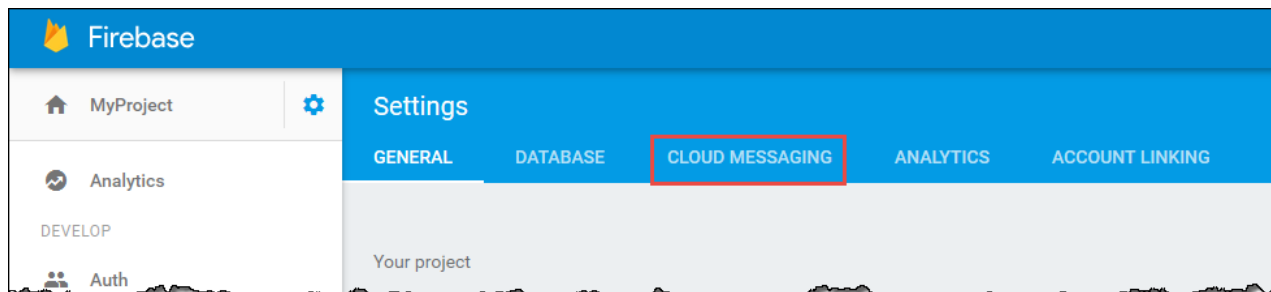 Firebase
MyProject
Settings
GENERAL DATABASE CLOUD MESSAGING ANALYTICS ACCOUNT LINKING
Analytics
DEVELOP
Your project
Auth